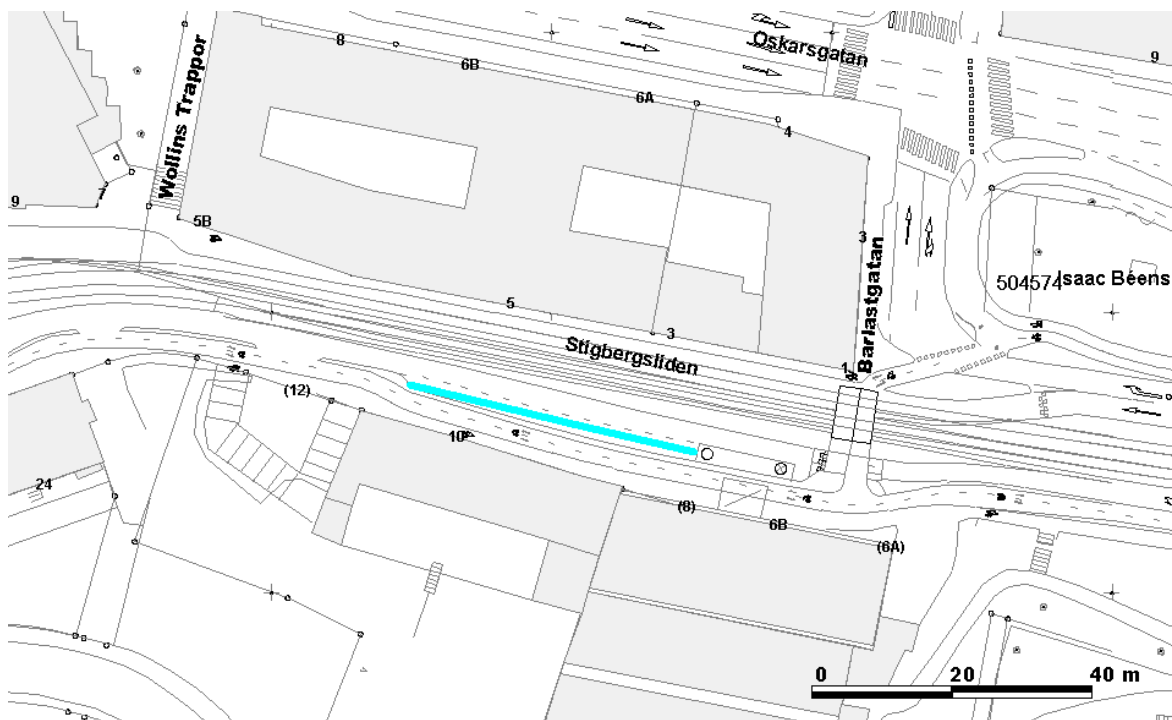 8
Oskarsgatan
9
6B
6A
4
Wollins Trappor
7
9
5B
3
Barlastgatan
504574
Isaac Béens
5
3
Stigbergsliden
1
(12)
10
24
(8)
6B
(6A)
0 20 40 m